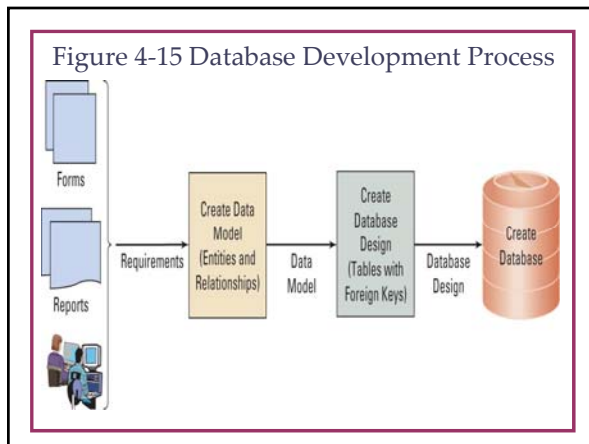 Figure 4-15 Database Development Process
Forms
Reports
Requirements
Create Data
Model
(Entities and
Relationships)
Data
Model
Create
Database
Design
(Tables with
Foreign Keys)
Database
Design
Create
Database